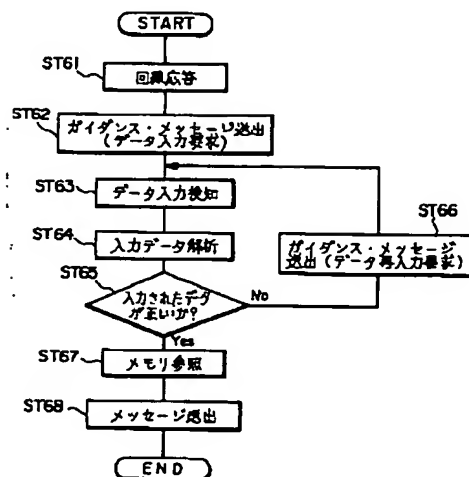 START
ST61
回線応答
ST62
ガイダンス・メッセージ送出
(データ入力要求)
ST63
データ入力検知
ST64
入力データ解析
ST65
入力されたデータ
が正いか?
No
Yes
ST66
ガイダンス・メッセージ
送出(データ再入力要求)
ST67
メモリ参照
ST68
メッセージ送出
END